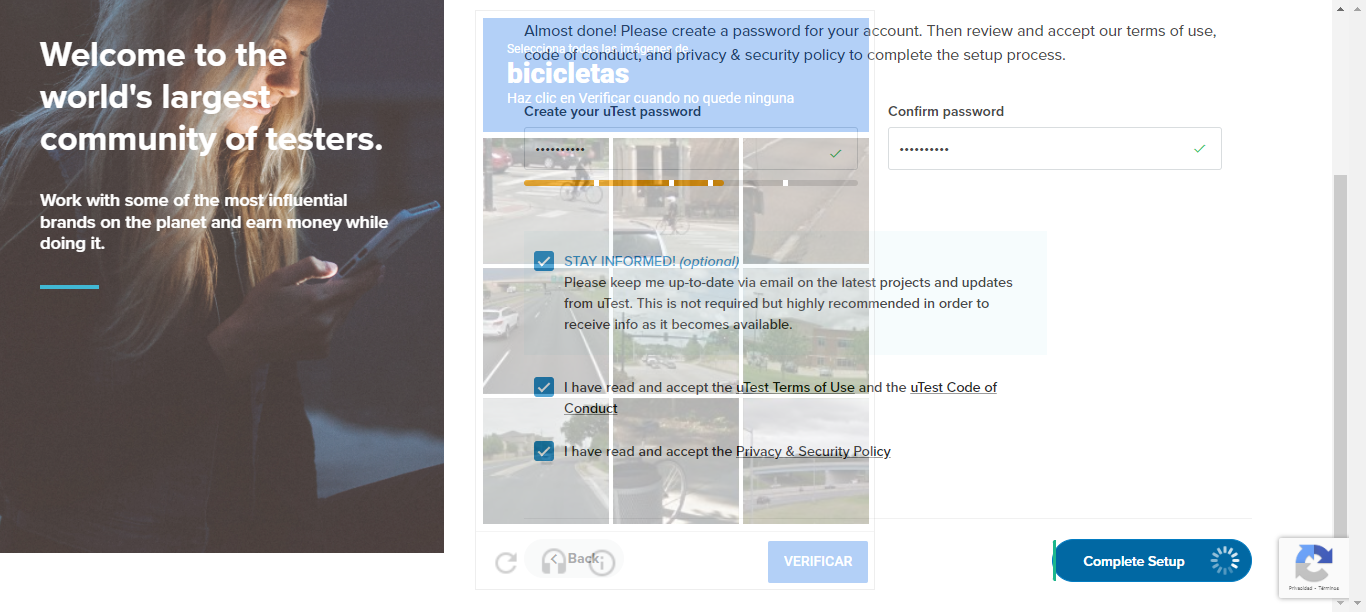 Welcome to the
world's largest
community of testers.
Work with some of the most influential
brands on the planet and earn money while
doing it.
Almost done! Please create a password for your account. Then review and accept our terms of use,
code of conduct, and privacy & security policy to complete the setup process.
Selecciona todas las imágenes de
bicicletas
Haz clic en Verificar cuando no quede ninguna
Create your uTest password
Confirm password
STAY INFORMED! (optional)
Please keep me up-to-date via email on the latest projects and updates
from uTest. This is not required but highly recommended in order to
receive info as it becomes available.
I have read and accept the uTest Terms of Use and the uTest Code of
Conduct
I have read and accept the Privacy & Security Policy
Back
VERIFICAR
Complete Setup
Privacidad - Términos